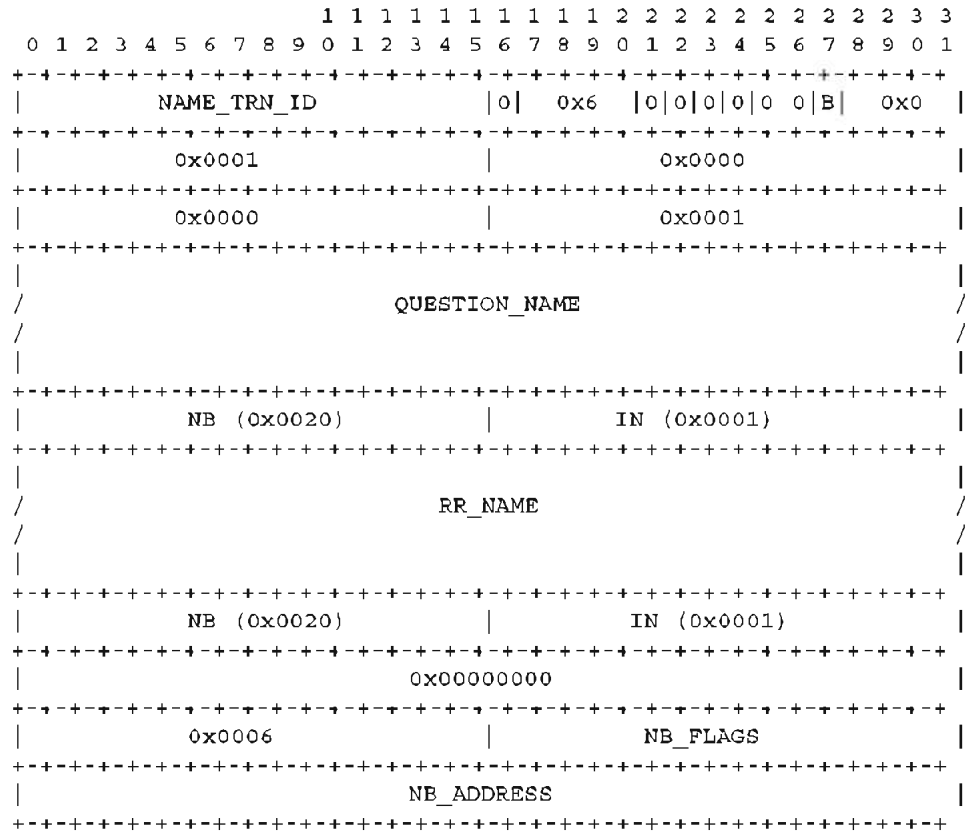 1 1 1 1 1 1 1 1 1 1 2 2 2 2 2 2 2 2 2 2 3 3
 0 1 2 3 4 5 6 7 8 9 0 1 2 3 4 5 6 7 8 9 0 1 2 3 4 5 6 7 8 9 0 1
+-+-+-+-+-+-+-+-+-+-+-+-+-+-+-+-+-+-+-+-+-+-+-+-+-+-+-+-+-+-+-+-+
|         NAME_TRN_ID           |0|  0x6  |0|0|0|0|0 0|B|  0x0  |
+-+-+-+-+-+-+-+-+-+-+-+-+-+-+-+-+-+-+-+-+-+-+-+-+-+-+-+-+-+-+-+-+
|          0x0001               |           0x0000              |
+-+-+-+-+-+-+-+-+-+-+-+-+-+-+-+-+-+-+-+-+-+-+-+-+-+-+-+-+-+-+-+-+
|          0x0000               |           0x0001              |
+-+-+-+-+-+-+-+-+-+-+-+-+-+-+-+-+-+-+-+-+-+-+-+-+-+-+-+-+-+-+-+-+
|                                                               |
/                         QUESTION_NAME                         /
/                                                               /
|                                                               |
+-+-+-+-+-+-+-+-+-+-+-+-+-+-+-+-+-+-+-+-+-+-+-+-+-+-+-+-+-+-+-+-+
|           NB (0x0020)         |        IN (0x0001)            |
+-+-+-+-+-+-+-+-+-+-+-+-+-+-+-+-+-+-+-+-+-+-+-+-+-+-+-+-+-+-+-+-+
|                                                               |
/                            RR_NAME                            /
/                                                               /
|                                                               |
+-+-+-+-+-+-+-+-+-+-+-+-+-+-+-+-+-+-+-+-+-+-+-+-+-+-+-+-+-+-+-+-+
|           NB (0x0020)         |         IN (0x0001)           |
+-+-+-+-+-+-+-+-+-+-+-+-+-+-+-+-+-+-+-+-+-+-+-+-+-+-+-+-+-+-+-+-+
|                          0x00000000                           |
+-+-+-+-+-+-+-+-+-+-+-+-+-+-+-+-+-+-+-+-+-+-+-+-+-+-+-+-+-+-+-+-+
|           0x0006              |          NB_FLAGS             |
+-+-+-+-+-+-+-+-+-+-+-+-+-+-+-+-+-+-+-+-+-+-+-+-+-+-+-+-+-+-+-+-+
|                          NB_ADDRESS                           |
+-+-+-+-+-+-+-+-+-+-+-+-+-+-+-+-+-+-+-+-+-+-+-+-+-+-+-+-+-+-+-+-+